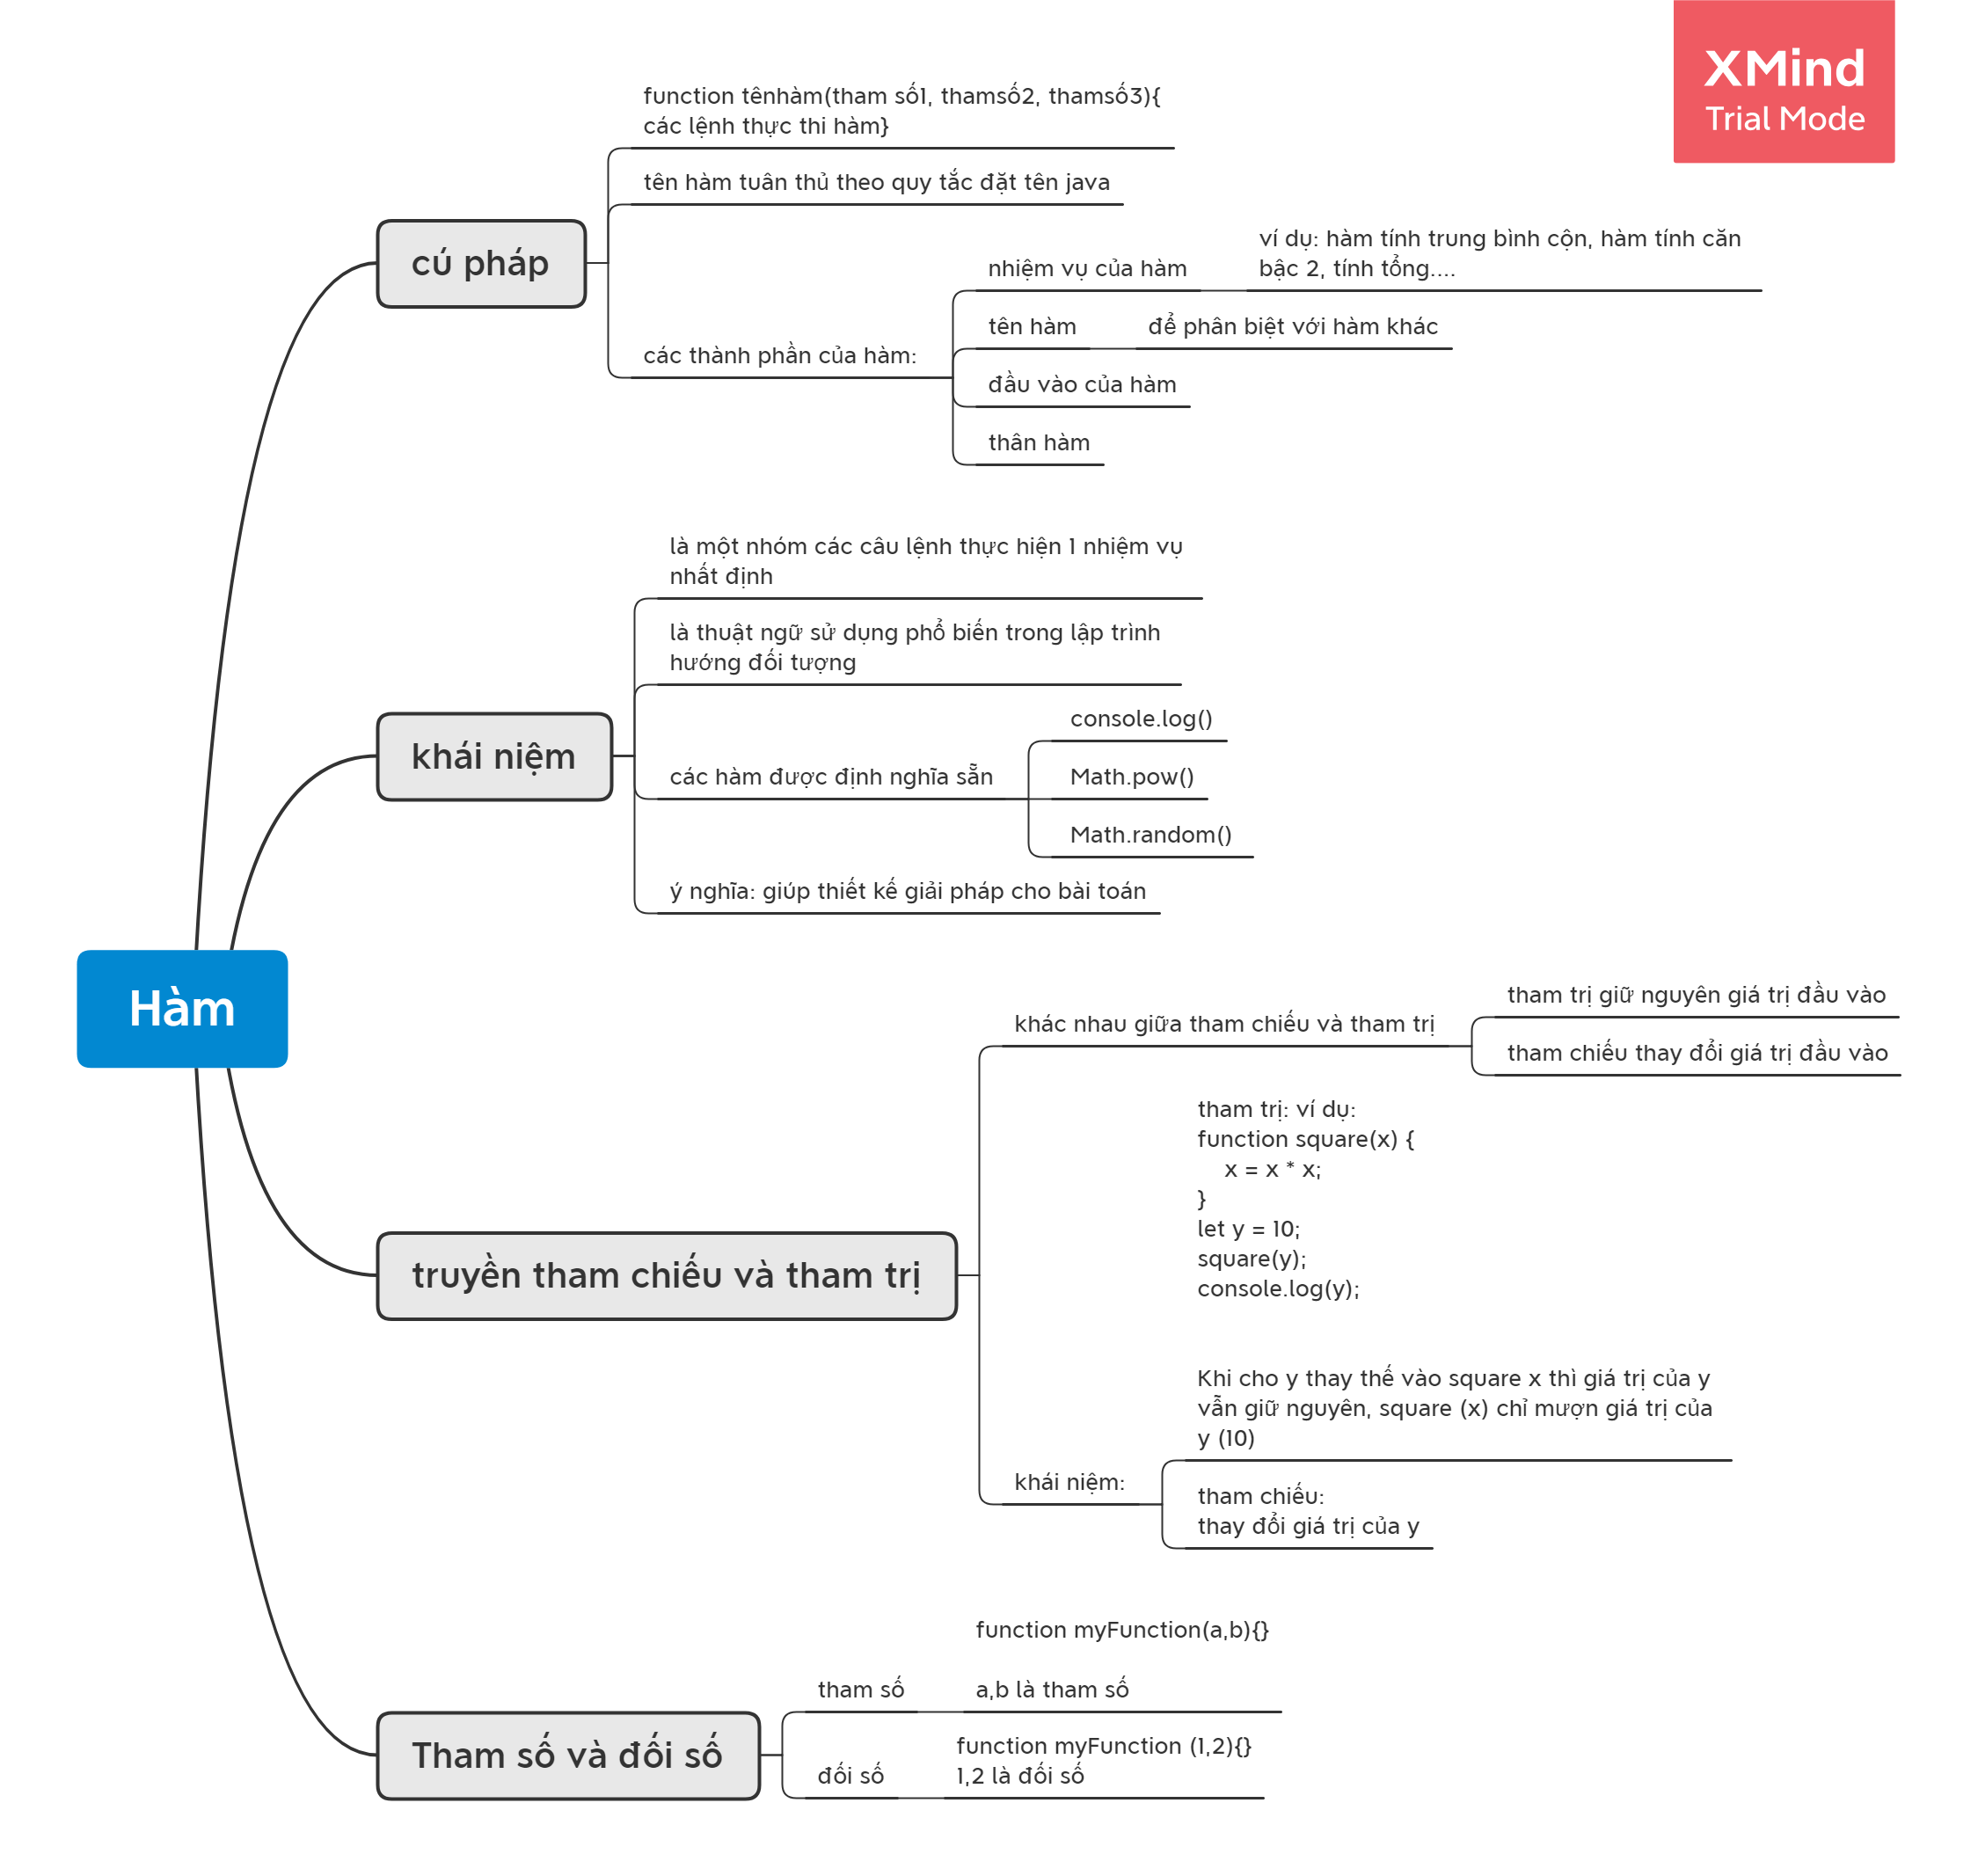 XMind
Trial Mode
function tênhàm(tham số1, thamsố2, thamsố3){
các lệnh thực thi hàm}
tên hàm tuân thủ theo quy tắc đặt tên java
cú pháp
các thành phần của hàm:
nhiệm vụ của hàm
ví dụ: hàm tính trung bình cộn, hàm tính căn
bậc 2, tính tổng....
tên hàm
để phân biệt với hàm khác
đầu vào của hàm
thân hàm
khái niệm
là một nhóm các câu lệnh thực hiện 1 nhiệm vụ
nhất định
là thuật ngữ sử dụng phổ biến trong lập trình
hướng đối tượng
các hàm được định nghĩa sẵn
console.log()
Math.pow()
Math.random()
ý nghĩa: giúp thiết kế giải pháp cho bài toán
Hàm
truyền tham chiếu và tham trị
khác nhau giữa tham chiếu và tham trị
tham trị giữ nguyên giá trị đầu vào
tham chiếu thay đổi giá trị đầu vào
khái niệm:
tham trị: ví dụ:
function square(x) {
x = x * x;
}
let y = 10;
square(y);
console.log(y);
Khi cho y thay thế vào square x thì giá trị của y
vẫn giữ nguyên, square (x) chỉ mượn giá trị của
y (10)
tham chiếu:
thay đổi giá trị của y
Tham số và đối số
tham số
function myFunction(a,b){}
a,b là tham số
đối số
function myFunction (1,2){}
1,2 là đối số